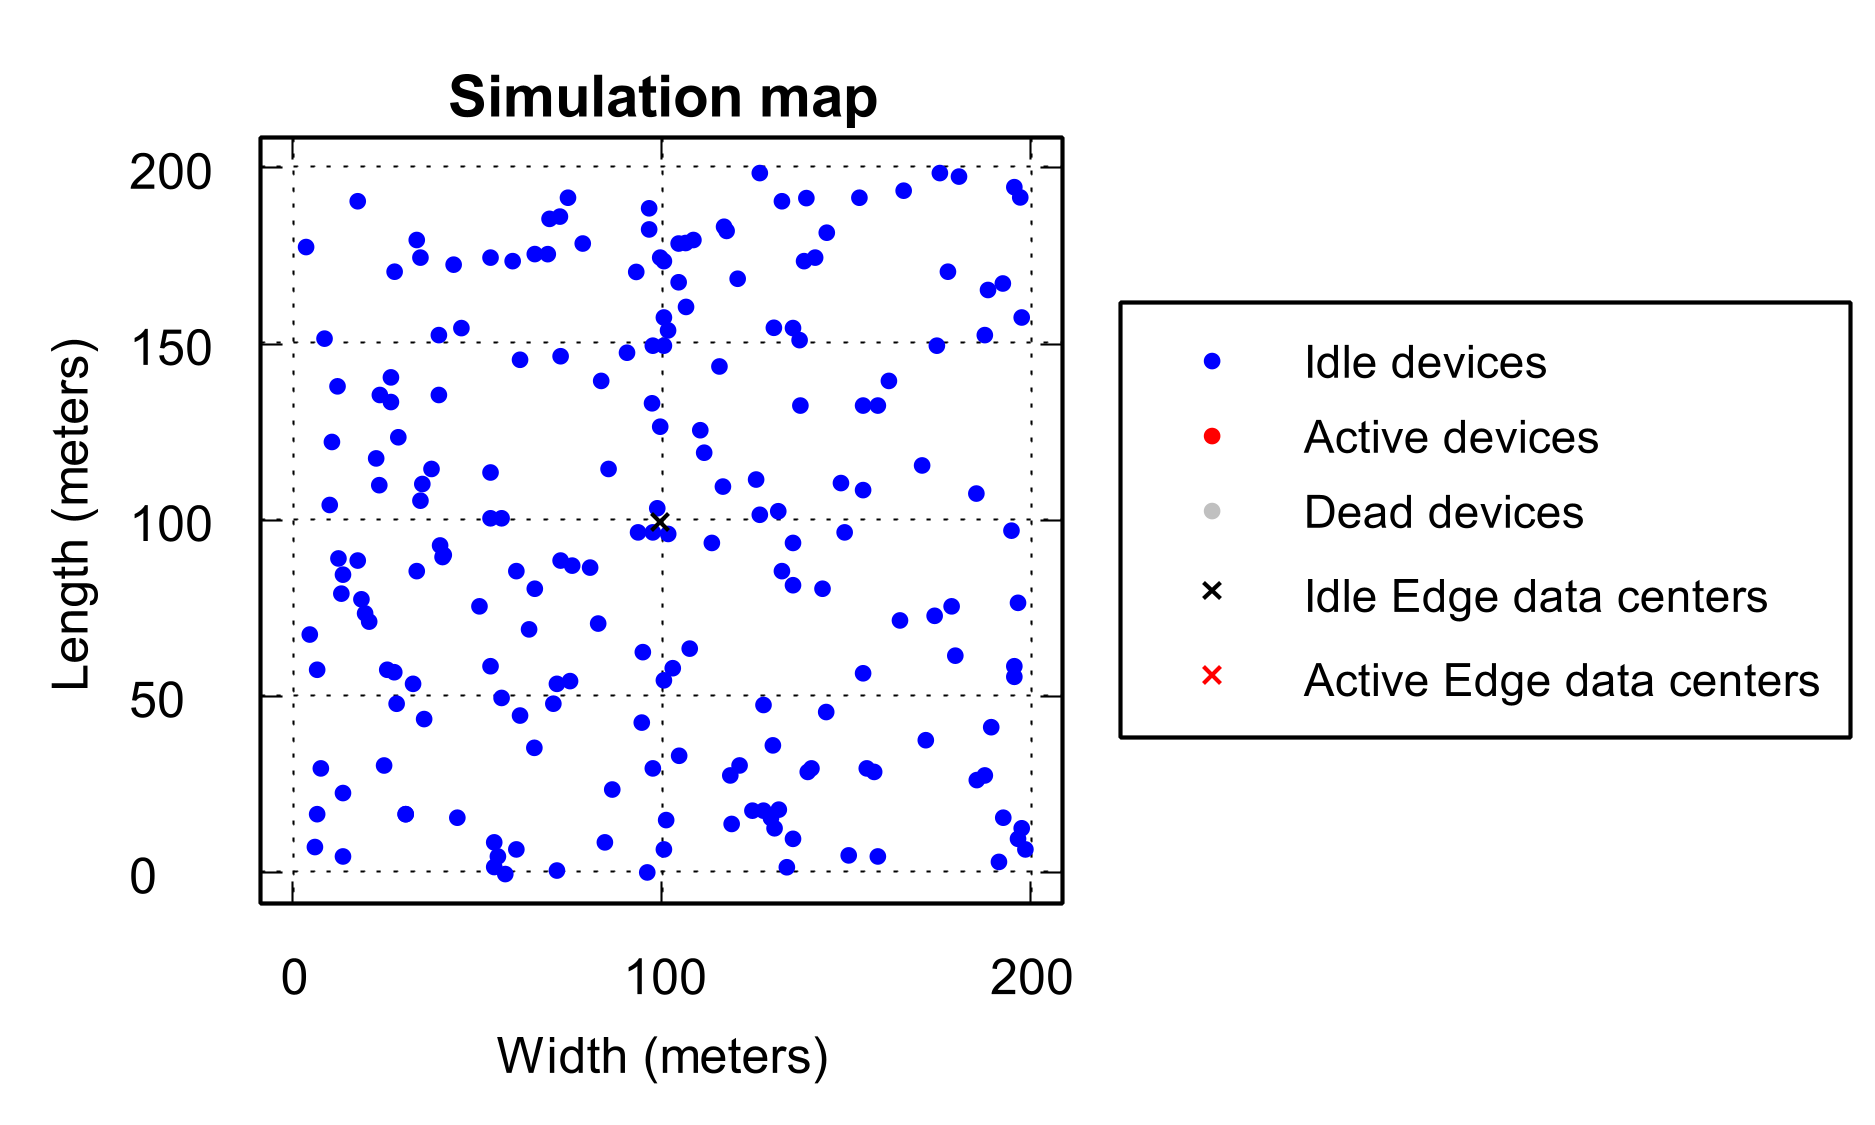 Simulation map
200
150
100
50
0
Length (meters)
0 100 200
Width (meters)
Idle devices
Active devices
Dead devices
Idle Edge data centers
Active Edge data centers